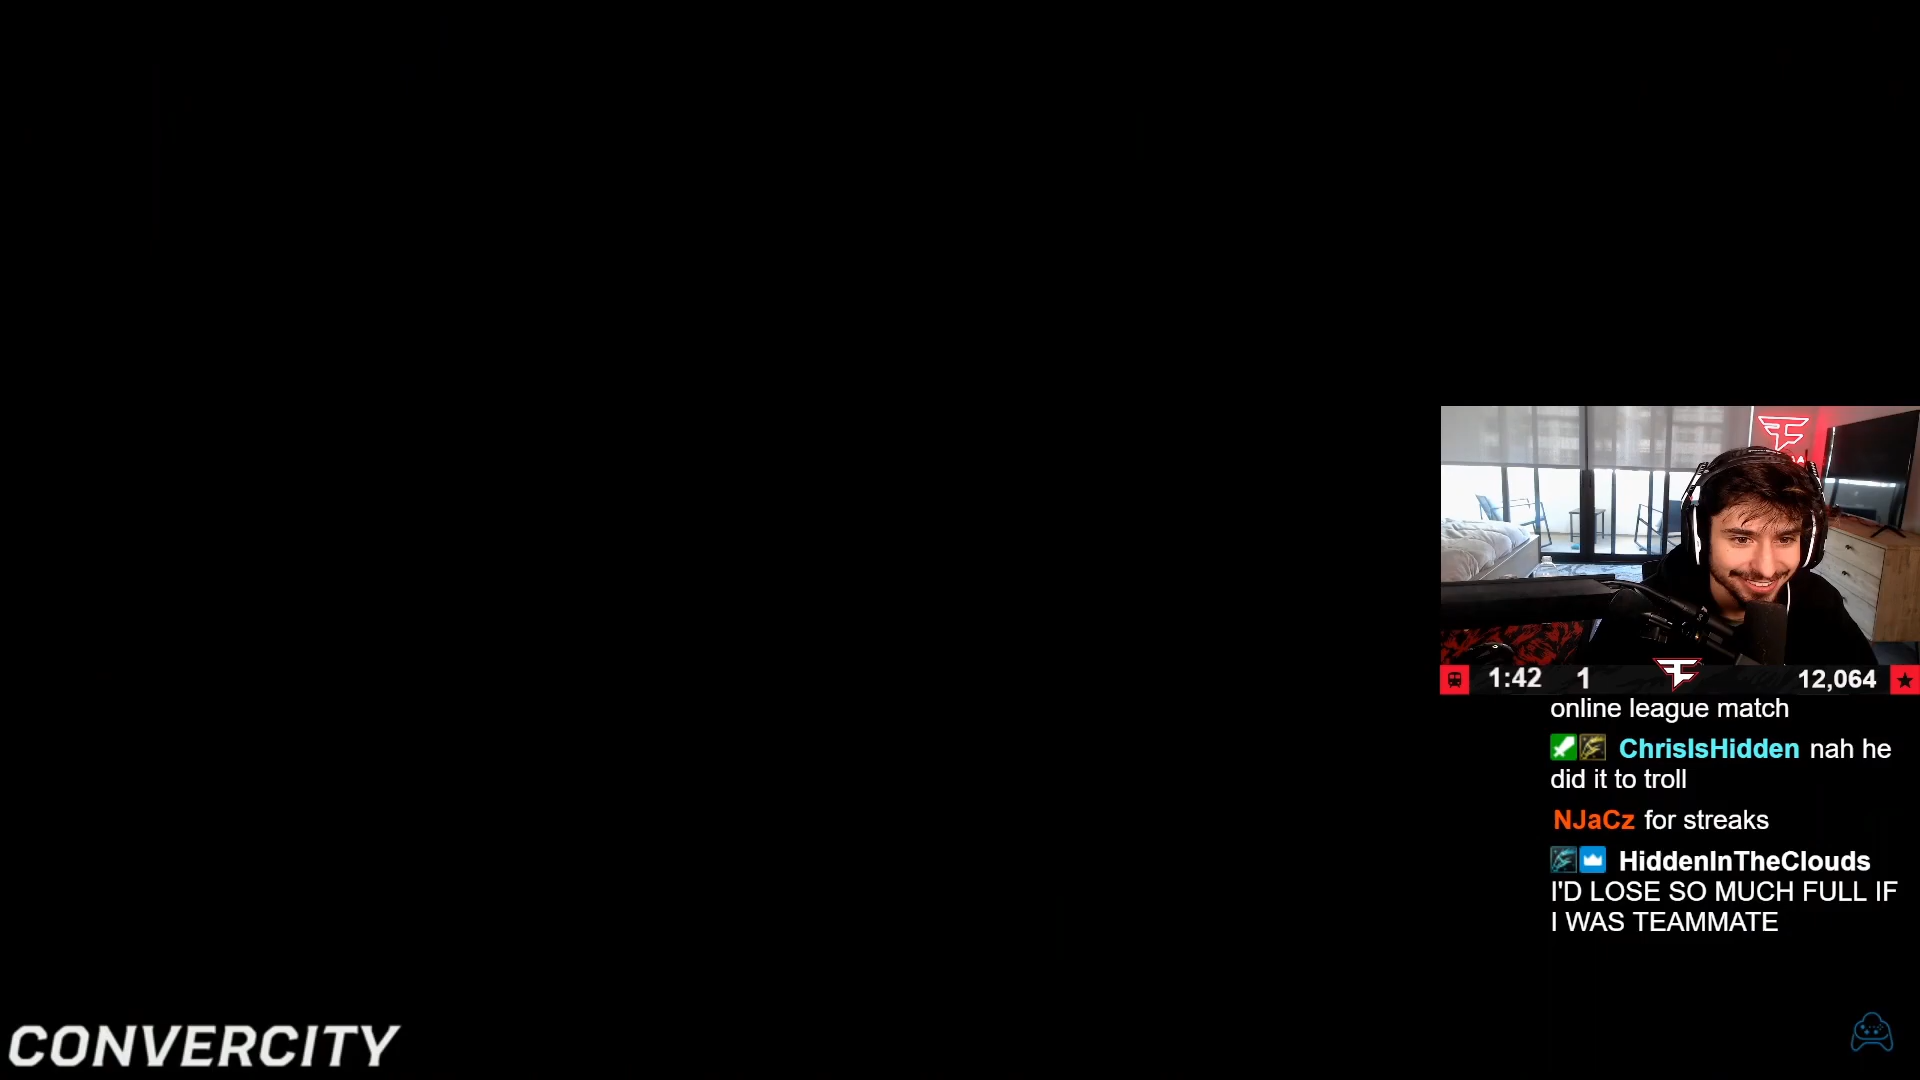 1:42 1 12,064
online league match
ChrisIsHidden nah he
did it to troll
NJaCz for streaks
HiddenInTheClouds
I'D LOSE SO MUCH FULL IF
I WAS TEAMMATE
CONVERCITY